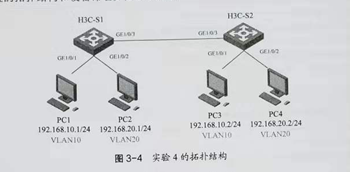 H3C-S1
H3C-S2
GE1/0/3
GE1/0/3
GE1/0/1
GE1/0/2
GE1/0/1
GE1/0/2
PC1
192.168.10.1/24
VLAN10
PC2
192.168.20.1/24
VLAN20
PC3
192.168.10.2/24
VLAN10
PC4
192.168.20.2/24
VLAN20
图 3-4 实验 4 的拓扑结构